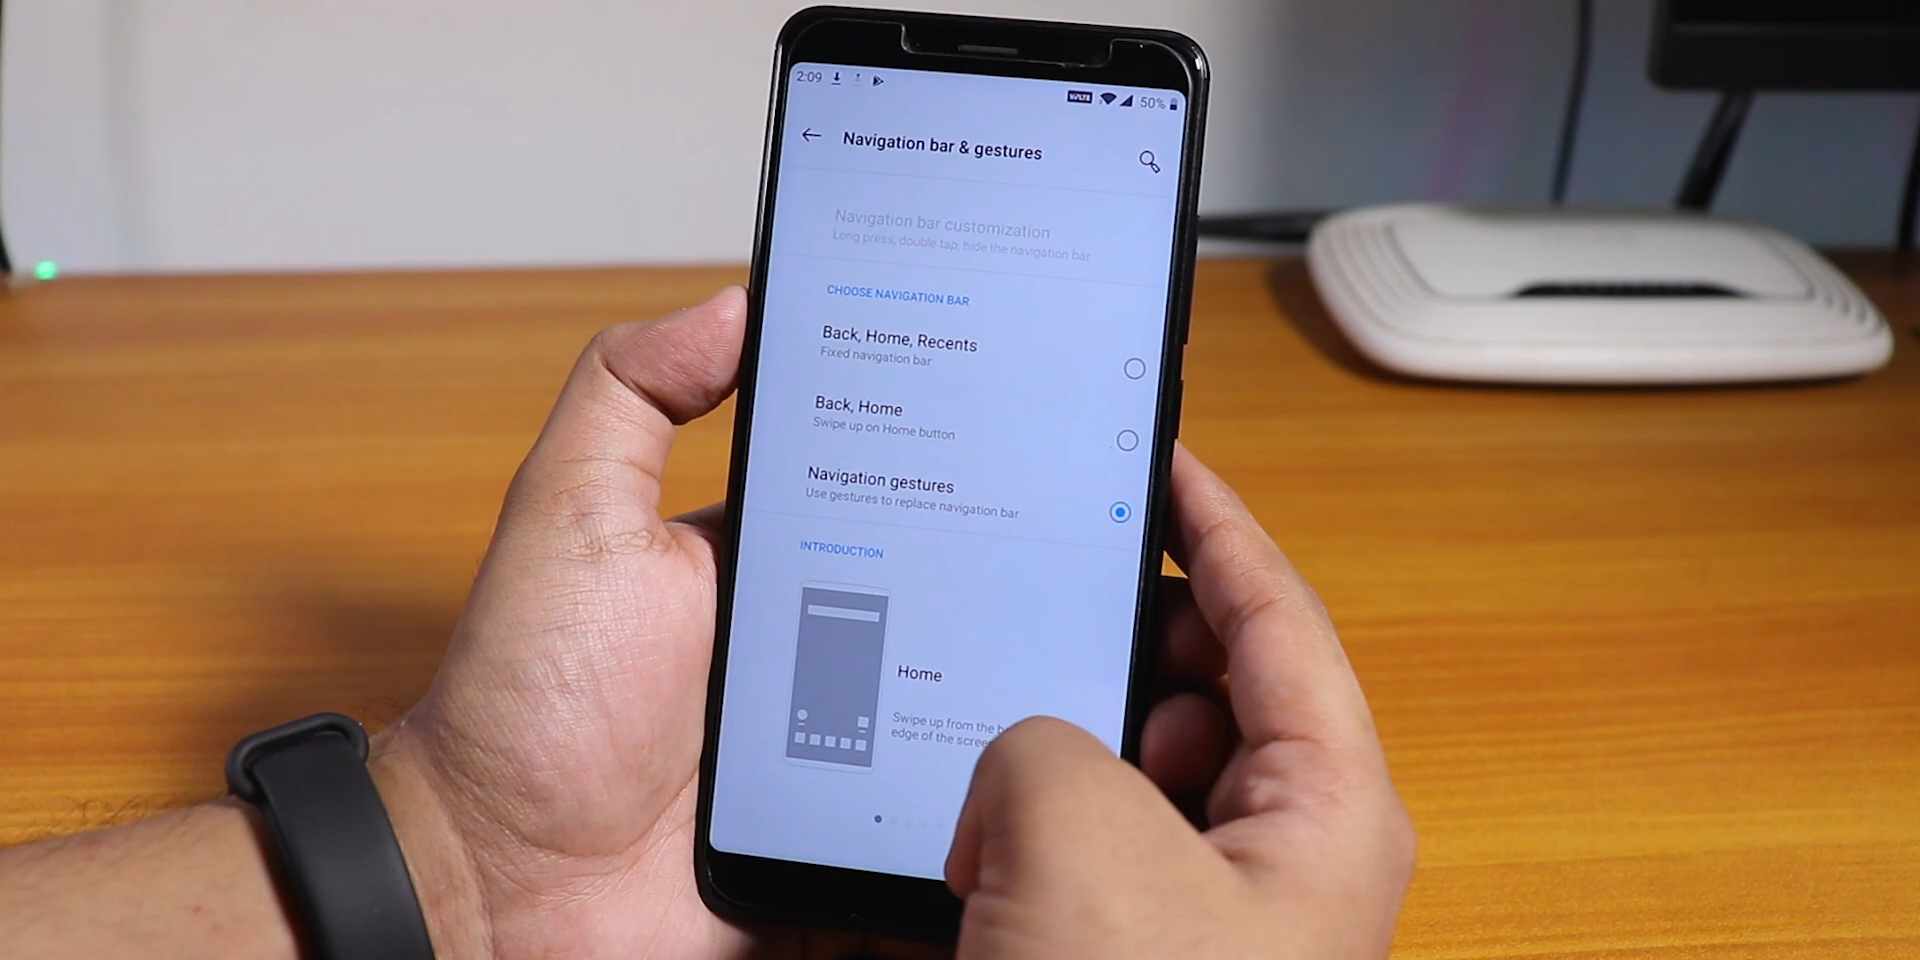 2:09
VoLTE
50%
Navigation bar & gestures
Navigation bar customization
Long press, double tap, hide the navigation bar
CHOOSE NAVIGATION BAR
Back, Home, Recents
Fixed navigation bar
Back, Home
Swipe up on Home button
Navigation gestures
Use gestures to replace navigation bar
INTRODUCTION
Home
Swipe up from the
edge of the